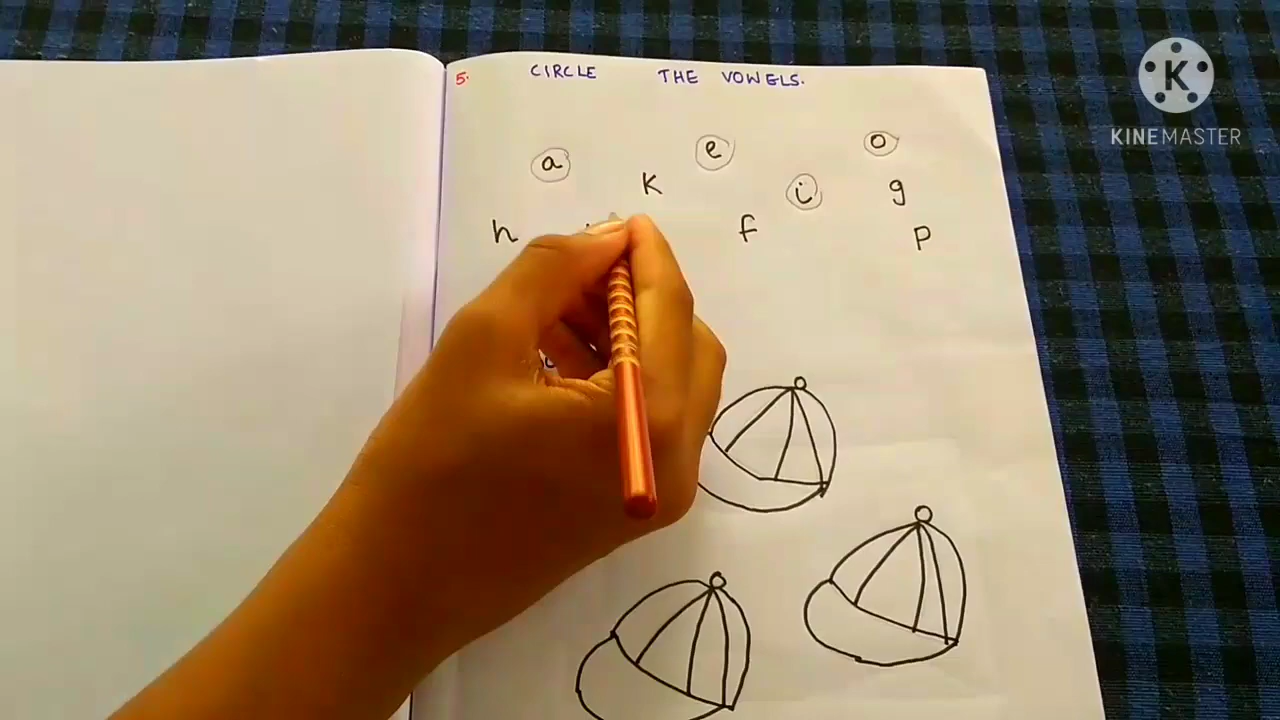 5. CIRCLE THE VOWELS.
a e o
k i g
h f p
K
KINEMASTER